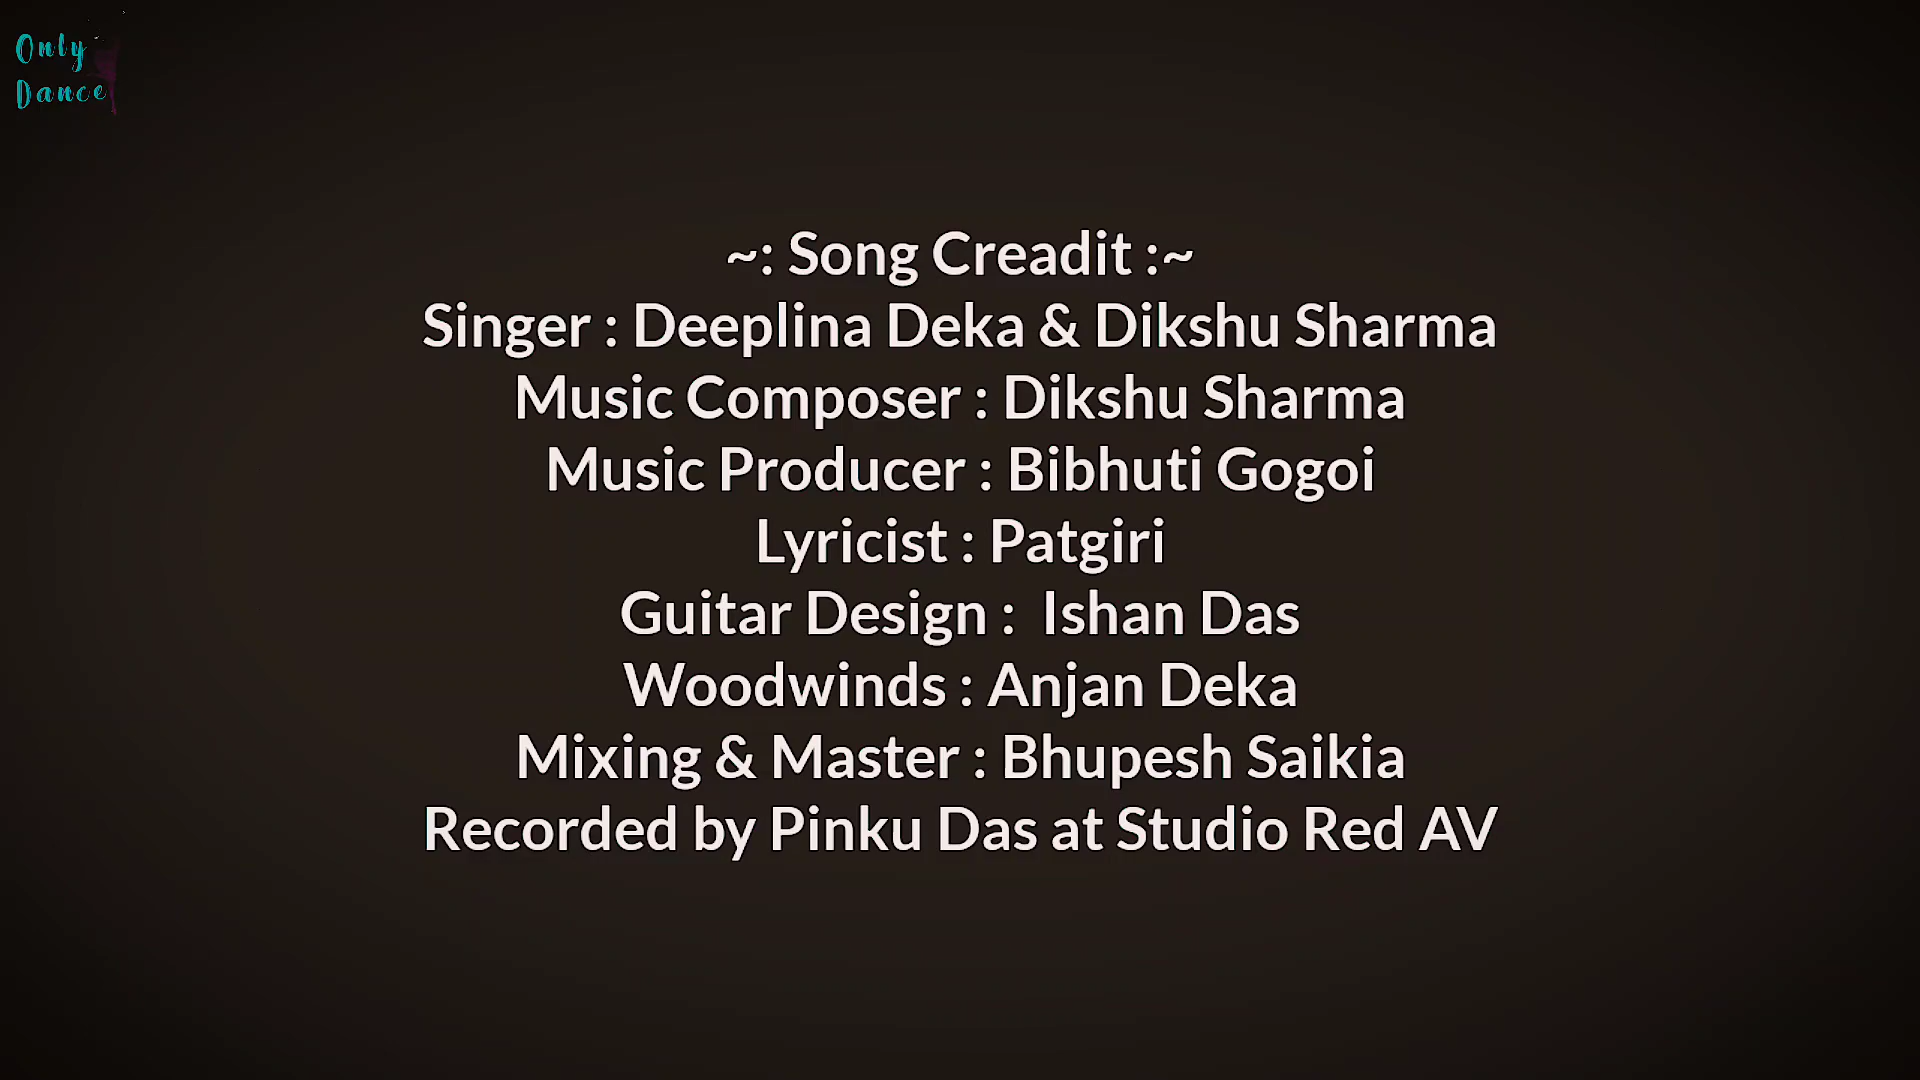 Only
Dance
~: Song Creadit :~
Singer : Deeplina Deka & Dikshu Sharma
Music Composer : Dikshu Sharma
Music Producer : Bibhuti Gogoi
Lyricist : Patgiri
Guitar Design :  Ishan Das
Woodwinds : Anjan Deka
Mixing & Master : Bhupesh Saikia
Recorded by Pinku Das at Studio Red AV